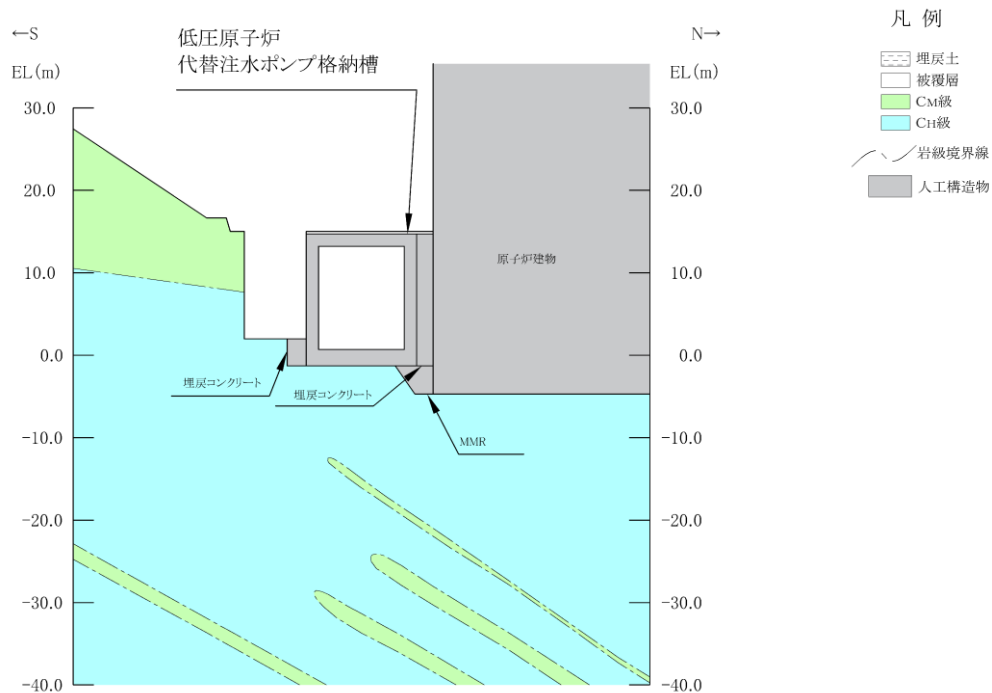 ←S
EL(m)
低圧原子炉
代替注水ポンプ格納槽
N→
EL(m)
凡 例
埋戻土
被覆層
CM級
CH級
岩級境界線
人工構造物
30.0
20.0
10.0
0.0
-10.0
-20.0
-30.0
-40.0
原子炉建物
埋戻コンクリート
埋戻コンクリート
MMR
30.0
20.0
10.0
0.0
-10.0
-20.0
-30.0
-40.0